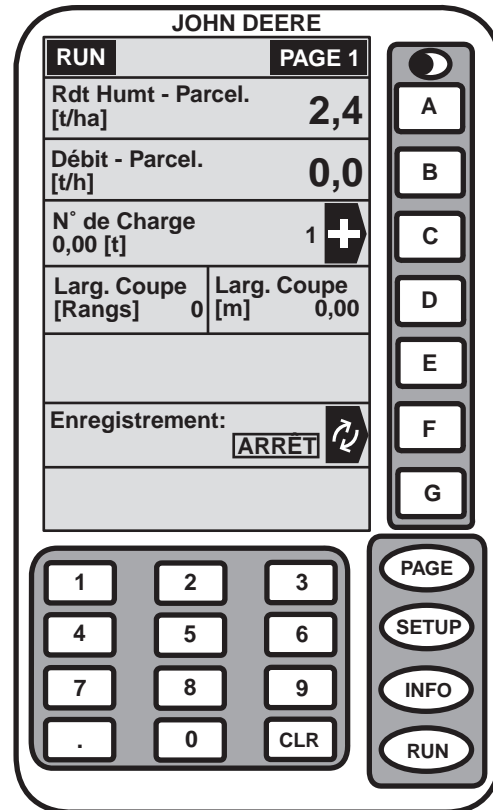 JOHN DEERE
RUN PAGE 1
Rdt Humt - Parcel.
[t/ha] 2,4
Débit - Parcel.
[t/h] 0,0
N° de Charge
0,00 [t] 1
Larg. Coupe Larg. Coupe
[Rangs] 0 [m] 0,00
Enregistrement:
ARRÊT
A
B
C
D
E
F
G
1 2 3
4 5 6
7 8 9
. 0 CLR
PAGE
SETUP
INFO
RUN